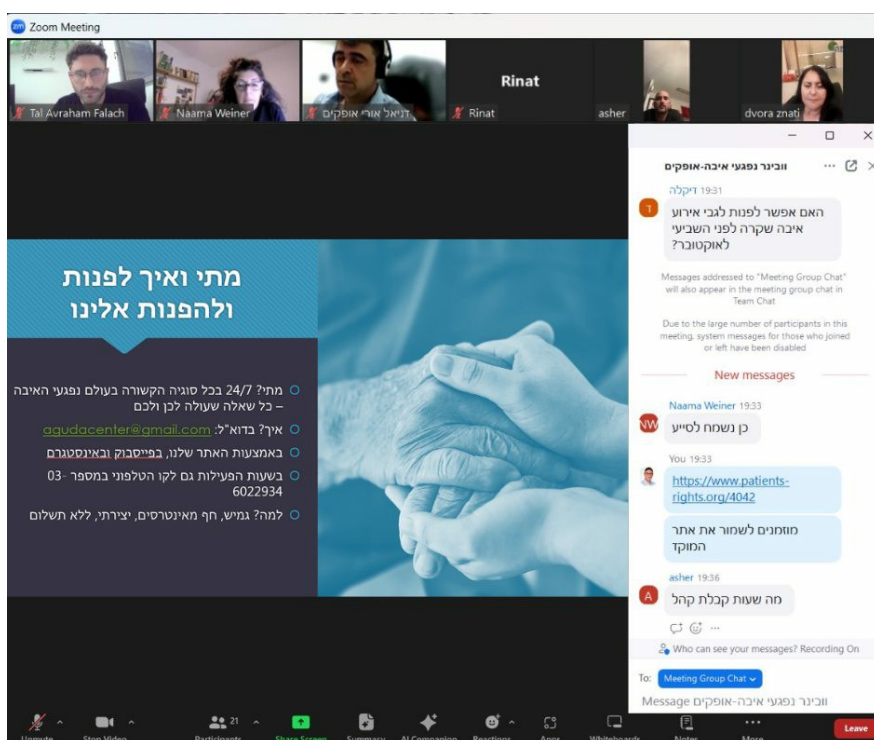 zm Zoom Meeting
Tal Avraham Falach
Naama Weiner
דניאל אורי אופקים
Rinat
Rinat
asher
dvora znati
מתי ואיך לפנות
ולהפנות אלינו
מתי? 24/7 בכל סוגיה הקשורה בעולם נפגעי האיבה
– כל שאלה שעולה לכן ולכם
איך? בדוא"ל: agudacenter@gmail.com
באמצעות האתר שלנו, בפייסבוק ובאינסטגרם
בשעות הפעילות גם לקו הטלפוני במספר 03-
6022934
למה? גמיש, חף מאינטרסים, יצירתי, ללא תשלום
וובינר נפגעי איבה-אופקים
דיקלה 19:31
ד
האם אפשר לפנות לגבי אירוע
איבה שקרה לפני השביעי
לאוקטובר?
Messages addressed to "Meeting Group Chat"
will also appear in the meeting group chat in
Team Chat
Due to the large number of participants in this
meeting, system messages for those who joined
or left have been disabled
New messages
Naama Weiner 19:33
NW
כן נשמח לסייע
You 19:33
https://www.patients-
rights.org/4042
מוזמנים לשמור את אתר
המוקד
asher 19:36
A
מה שעות קבלת קהל
Who can see your messages? Recording On
To: Meeting Group Chat
Message וובינר נפגעי איבה-אופקים
21
Unmute
Stop Video
Participants
Share Screen
Summary
AI Companion
Reactions
Apps
Whiteboards
Notes
More
Leave